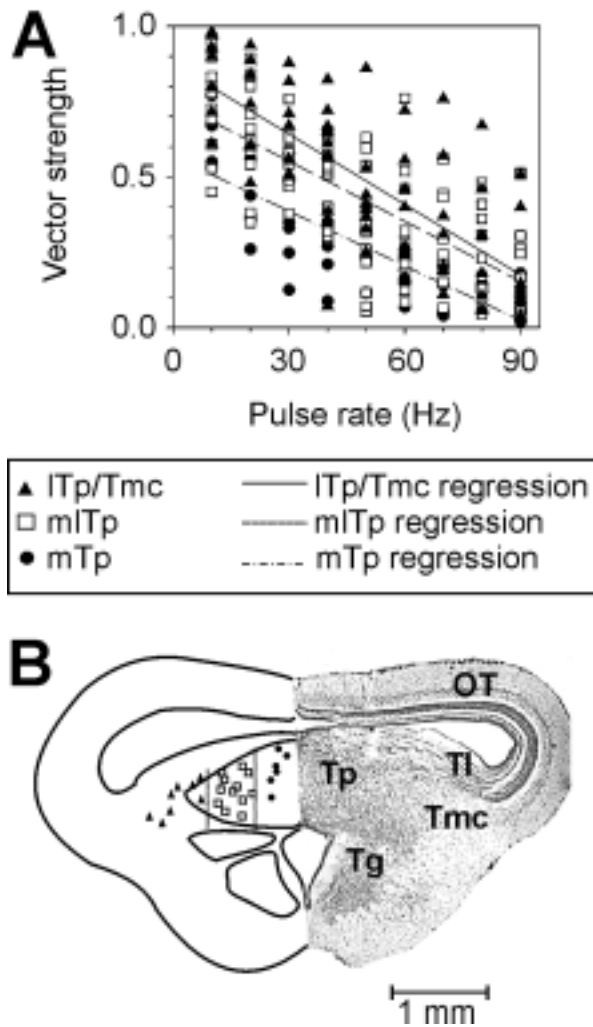 A
1.0
0.5
0.0
Vector strength
0 30 60 90
Pulse rate (Hz)
lTp/Tmc lTp/Tmc regression
mlTp mlTp regression
mTp mTp regression
B
OT
Tp Tl
Tmc
Tg
1 mm